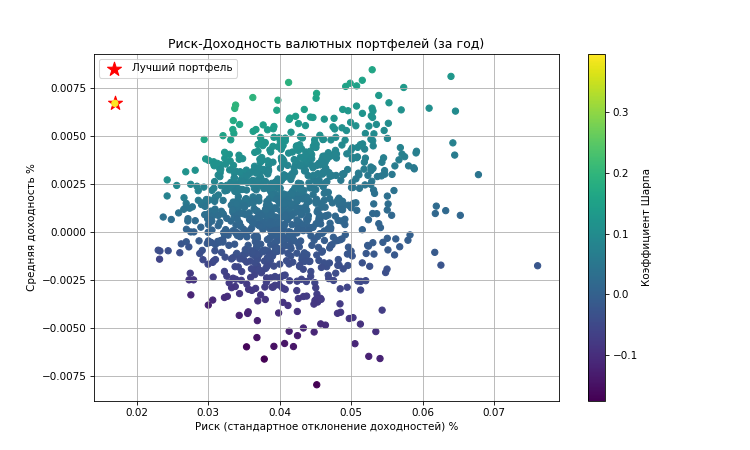 Риск-Доходность валютных портфелей (за год)
Лучший портфель
Средняя доходность %
0.0075
0.0050
0.0025
0.0000
−0.0025
−0.0050
−0.0075
0.02 0.03 0.04 0.05 0.06 0.07
Риск (стандартное отклонение доходностей) %
0.3
0.2
0.1
0.0
−0.1
Коэффициент Шарпа